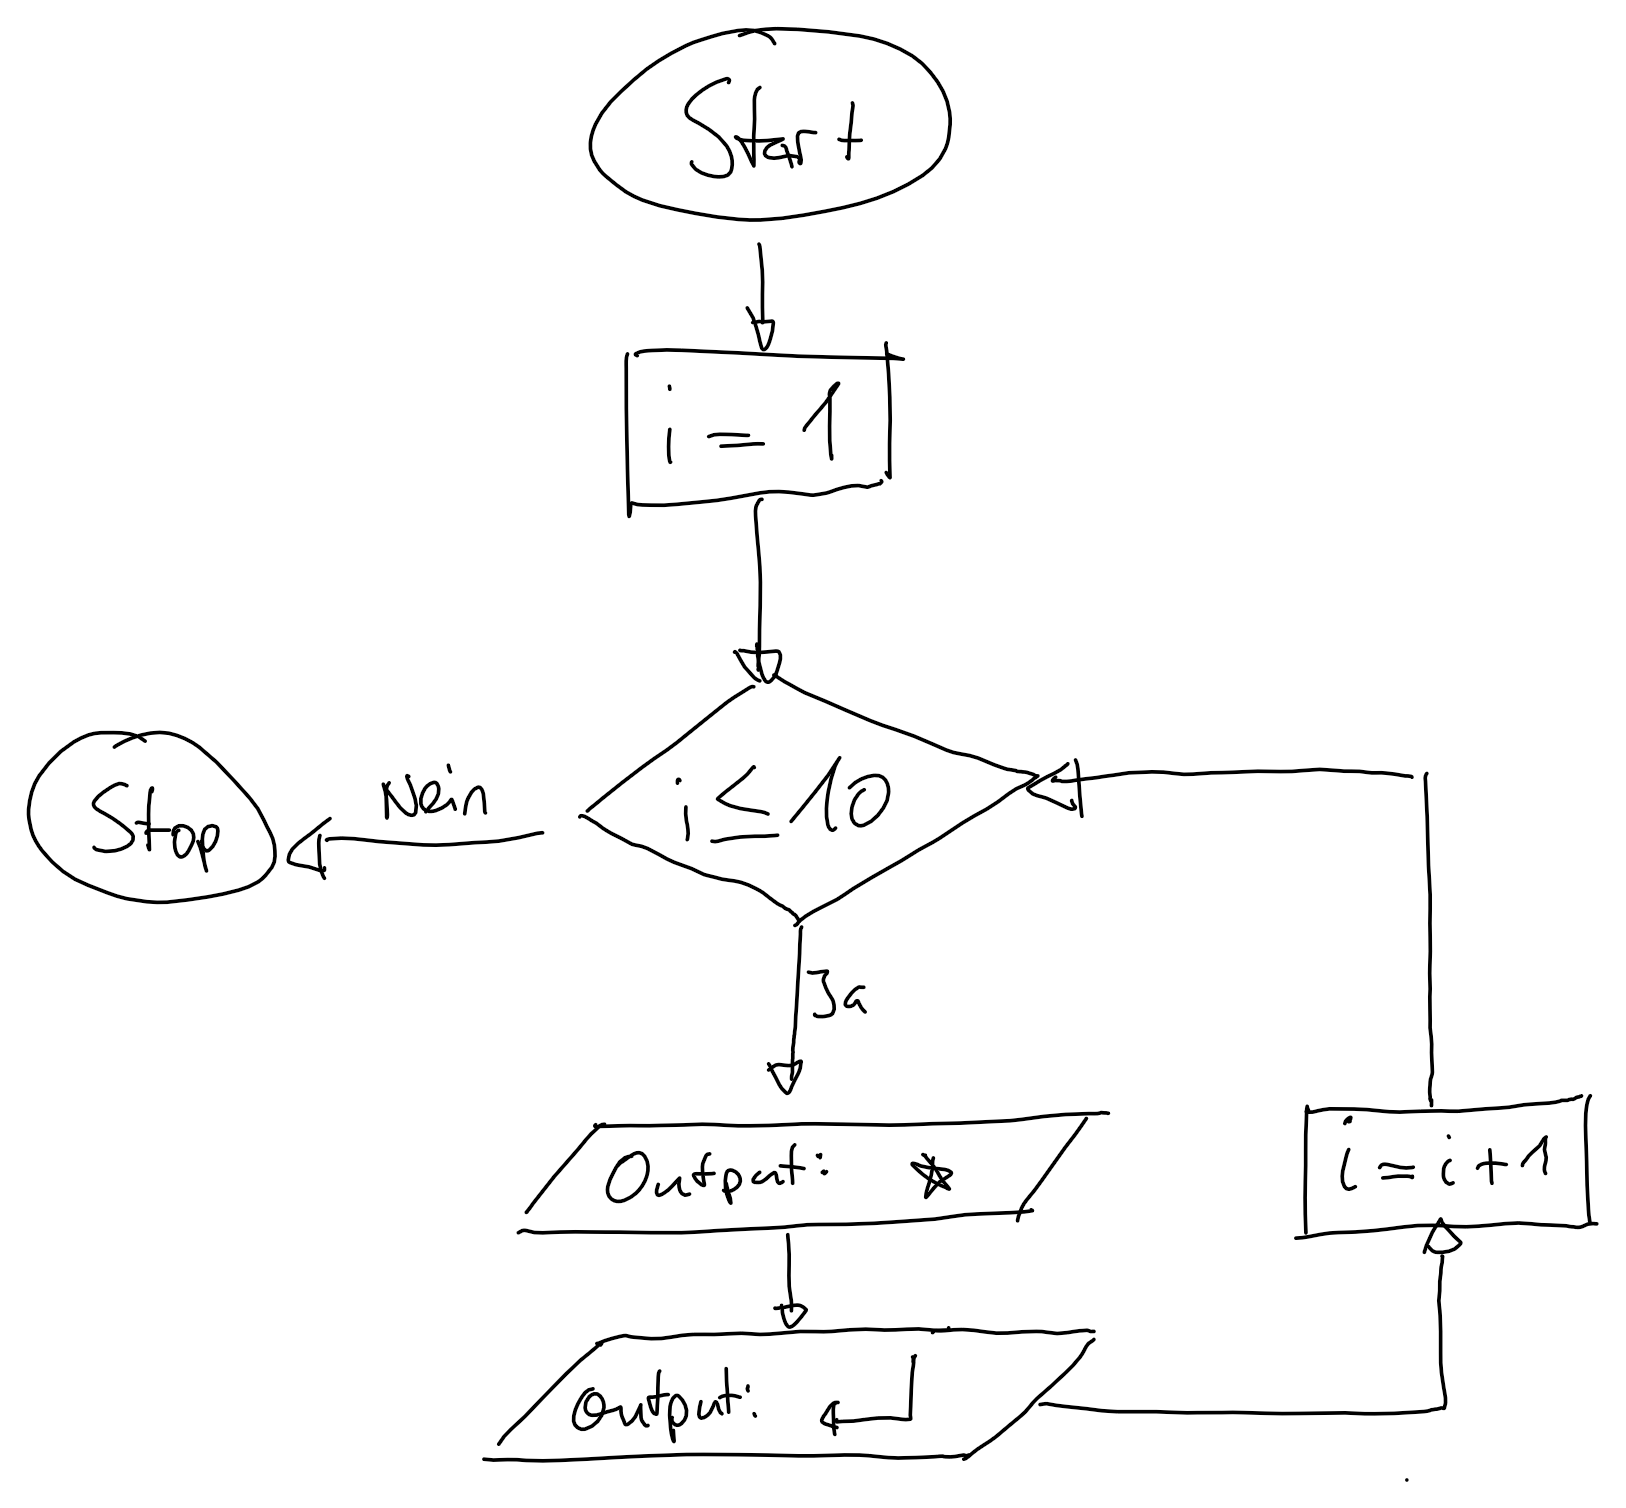 Start
i = 1
i ≤ 10
Nein
Stop
Ja
Output: ☆
i = i + 1
Output: ↵